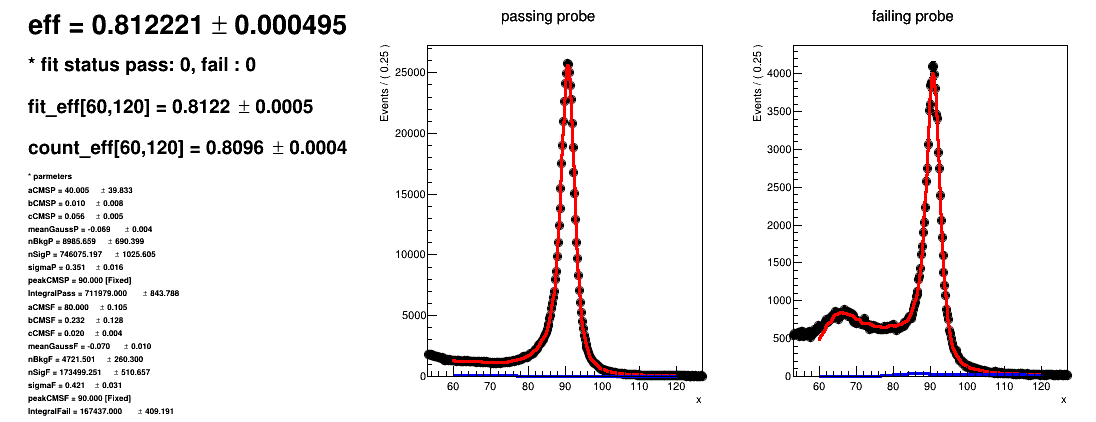 eff = 0.812221 ± 0.000495
* fit status pass: 0, fail : 0
fit_eff[60,120] = 0.8122 ± 0.0005
count_eff[60,120] = 0.8096 ± 0.0004
* parmeters
aCMSP = 40.005 ± 39.833
bCMSP = 0.010 ± 0.008
cCMSP = 0.056 ± 0.005
meanGaussP = -0.069 ± 0.004
nBkgP = 8985.659 ± 690.399
nSigP = 746075.197 ± 1025.605
sigmaP = 0.351 ± 0.016
peakCMSP = 90.000 [Fixed]
IntegralPass = 711979.000 ± 843.788
aCMSF = 80.000 ± 0.105
bCMSF = 0.232 ± 0.128
cCMSF = 0.020 ± 0.004
meanGaussF = -0.070 ± 0.010
nBkgF = 4721.501 ± 260.300
nSigF = 173499.251 ± 510.657
sigmaF = 0.421 ± 0.031
peakCMSF = 90.000 [Fixed]
IntegralFail = 167437.000 ± 409.191
passing probe
Events / ( 0.25 )
25000
20000
15000
10000
5000
0
60 70 80 90 100 110 120
x
failing probe
Events / ( 0.25 )
4000
3500
3000
2500
2000
1500
1000
500
0
60 70 80 90 100 110 120
x